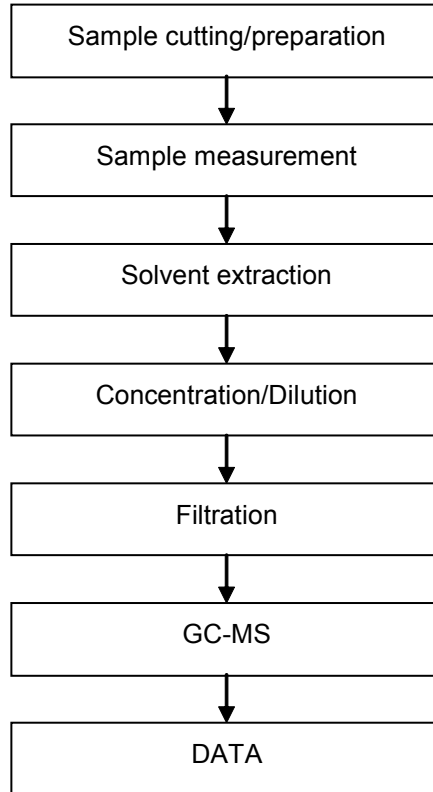 Sample cutting/preparation
Sample measurement
Solvent extraction
Concentration/Dilution
Filtration
GC-MS
DATA